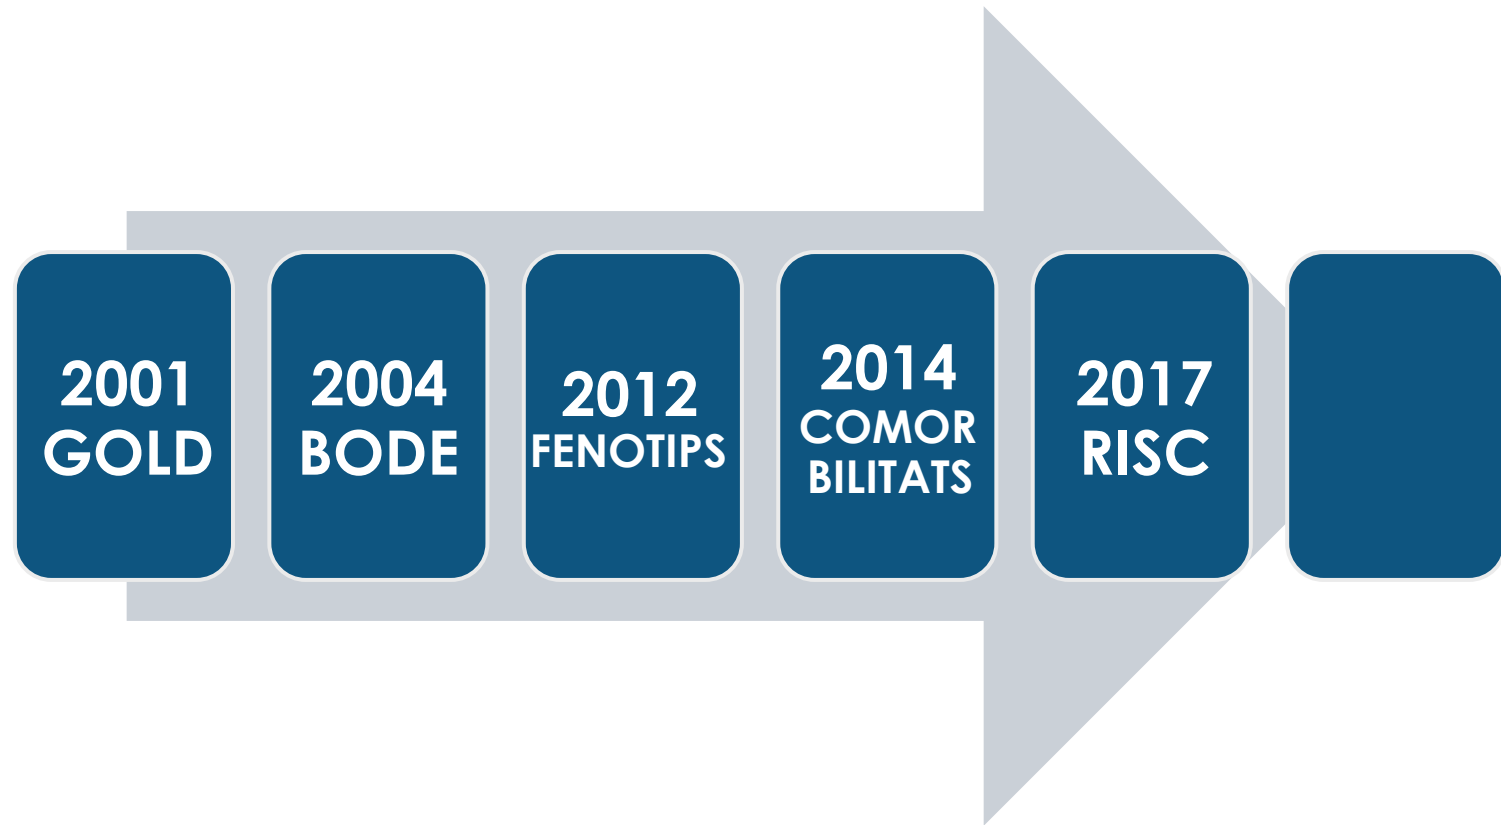 2001
GOLD
2004
BODE
2012
FENOTIPS
2014
COMOR
BILITATS
2017
RISC